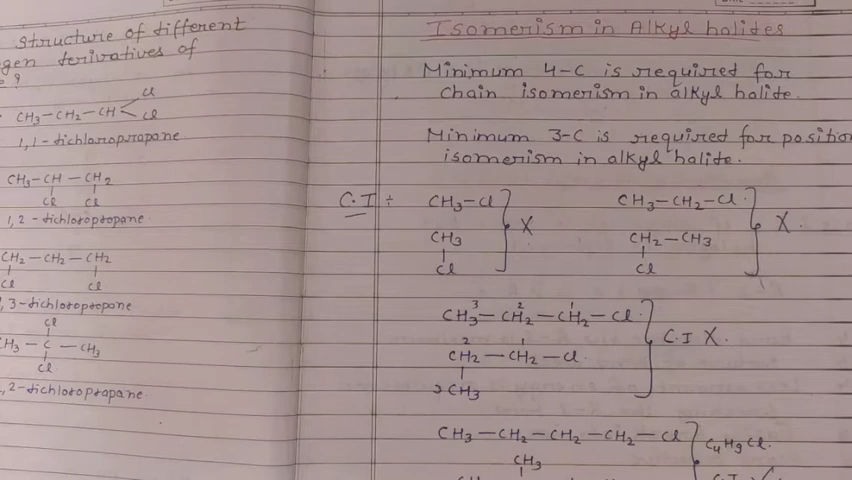 structure of different
gen derivatives of
= ?
CH3-CH2-CH
Cl
Cl
1,1-dichloropropane
CH3-CH-CH2
Cl Cl
1,2-dichloropropane.
CH2-CH2-CH2
Cl Cl
,3-dichloropropane
Cl
CH3-C-CH3
Cl
,2-dichloropropane
Isomerism in Alkyl halides
Minimum 4-C is required for
chain isomerism in alkyl halide.
Minimum 3-C is required for position
isomerism in alkyl halide.
C.I ÷ CH3-Cl
CH3
Cl
X
CH3-CH2-Cl
CH2-CH3
Cl
X.
3 2 1
CH3-CH2-CH2-Cl
2 1
CH2-CH2-Cl.
3CH3
C.I X.
CH3-CH2-CH2-CH2-Cl
CH3
C4H9Cl.
C.I